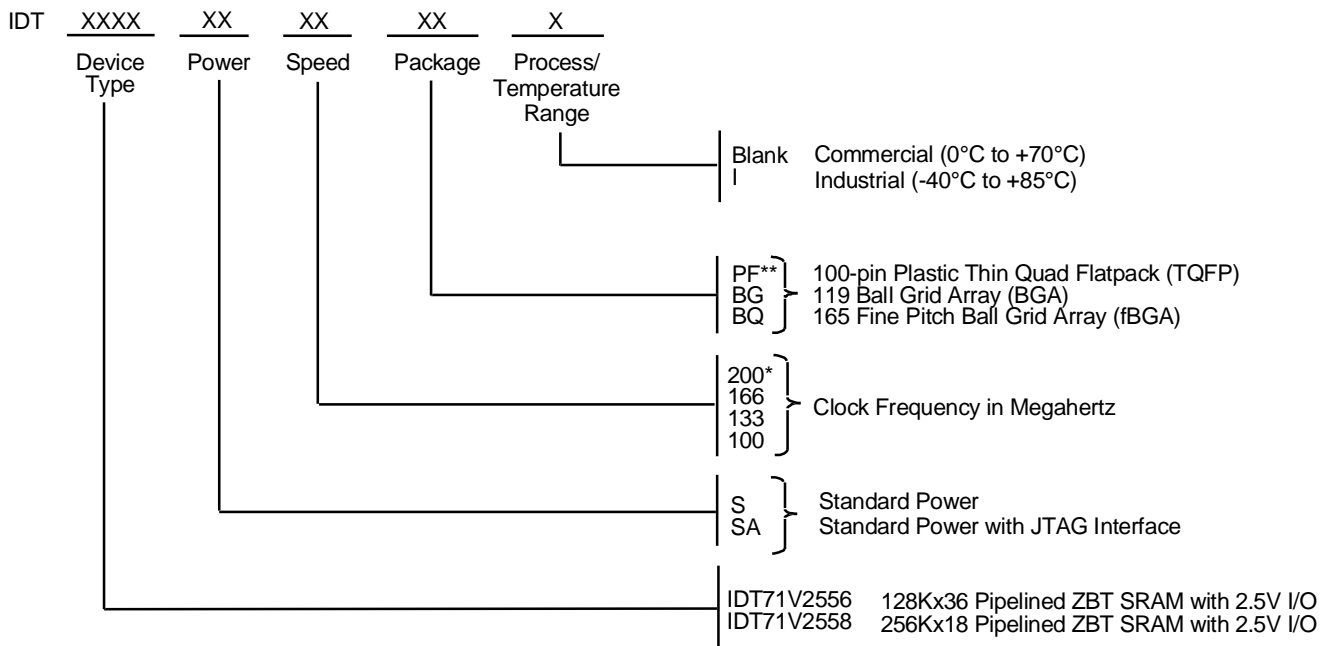 IDT XXXX XX XX XX X
Device Type Power Speed Package Process/ Temperature Range
Blank Commercial (0°C to +70°C)
I Industrial (-40°C to +85°C)
PF** 100-pin Plastic Thin Quad Flatpack (TQFP)
BG 119 Ball Grid Array (BGA)
BQ 165 Fine Pitch Ball Grid Array (fBGA)
200*
166
133
100
Clock Frequency in Megahertz
S Standard Power
SA Standard Power with JTAG Interface
IDT71V2556 128Kx36 Pipelined ZBT SRAM with 2.5V I/O
IDT71V2558 256Kx18 Pipelined ZBT SRAM with 2.5V I/O